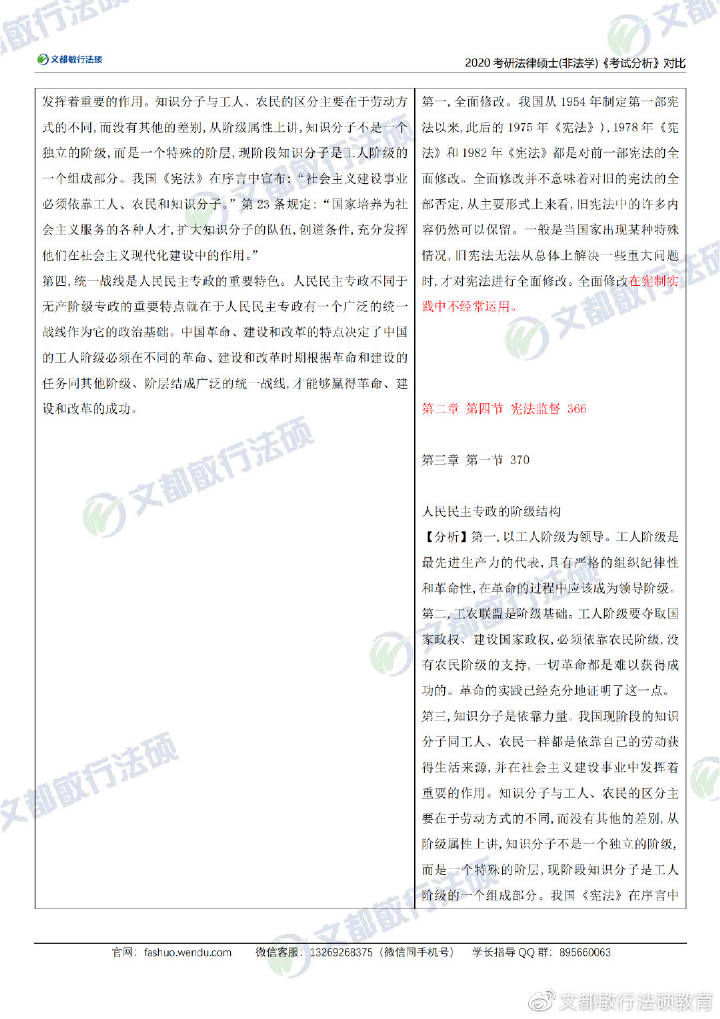 文都敏行法硕
2020 考研法律硕士(非法学)《考试分析》对比
发挥着重要的作用。知识分子与工人、农民的区分主要在于劳动方
式的不同,而没有其他的差别,从阶级属性上讲,知识分子不是一个
独立的阶级,而是一个特殊的阶层,现阶段知识分子是工人阶级的
一个组成部分。我国《宪法》在序言中宣布:“社会主义建设事业
必须依靠工人、农民和知识分子。”第 23 条规定:“国家培养为社
会主义服务的各种人才,扩大知识分子的队伍,创道条件,充分发挥
他们在社会主义现代化建设中的作用。”
第四,统一战线是人民民主专政的重要特色。人民民主专政不同于
无产阶级专政的重要特点就在于人民民主专政有一个广泛的统一
战线作为它的政治基础。中国革命、建设和改革的特点决定了中国
的工人阶级必须在不同的革命、建设和改革时期根据革命和建设的
任务同其他阶级、阶层结成广泛的统一战线,才能够赢得革命、建
设和改革的成功。
第一,全面修改。我国从 1954 年制定第一部宪
法以来,此后的 1975 年《宪法》),1978 年《宪
法》和 1982 年《宪法》都是对前一部宪法的全
面修改。全面修改并不意味着对旧的宪法的全
部否定,从主要形式上来看,旧宪法中的许多内
容仍然可以保留。一般是当国家出现某种特殊
情况,旧宪法无法从总体上解决一些重大问题
时,才对宪法进行全面修改。全面修改在宪制实
践中不经常运用。
第二章 第四节 宪法监督 366
第三章 第一节 370
人民民主专政的阶级结构
【分析】第一,以工人阶级为领导。工人阶级是
最先进生产力的代表,具有严格的组织纪律性
和革命性,在革命的过程中应该成为领导阶级。
第二,工农联盟是阶级基础。工人阶级要夺取国
家政权、建设国家政权,必须依靠农民阶级,没
有农民阶级的支持,一切革命都是难以获得成
功的。革命的实践已经充分地证明了这一点。
第三,知识分子是依靠力量。我国现阶段的知识
分子同工人、农民一样都是依靠自己的劳动获
得生活来源,并在社会主义建设事业中发挥着
重要的作用。知识分子与工人、农民的区分主
要在于劳动方式的不同,而没有其他的差别,从
阶级属性上讲,知识分子不是一个独立的阶级,
而是一个特殊的阶层,现阶段知识分子是工人
阶级的一个组成部分。我国《宪法》在序言中
官网:fashuo.wendu.com 微信客服:13269268375(微信同手机号) 学长指导 QQ 群:895660063
@文都敏行法硕教育